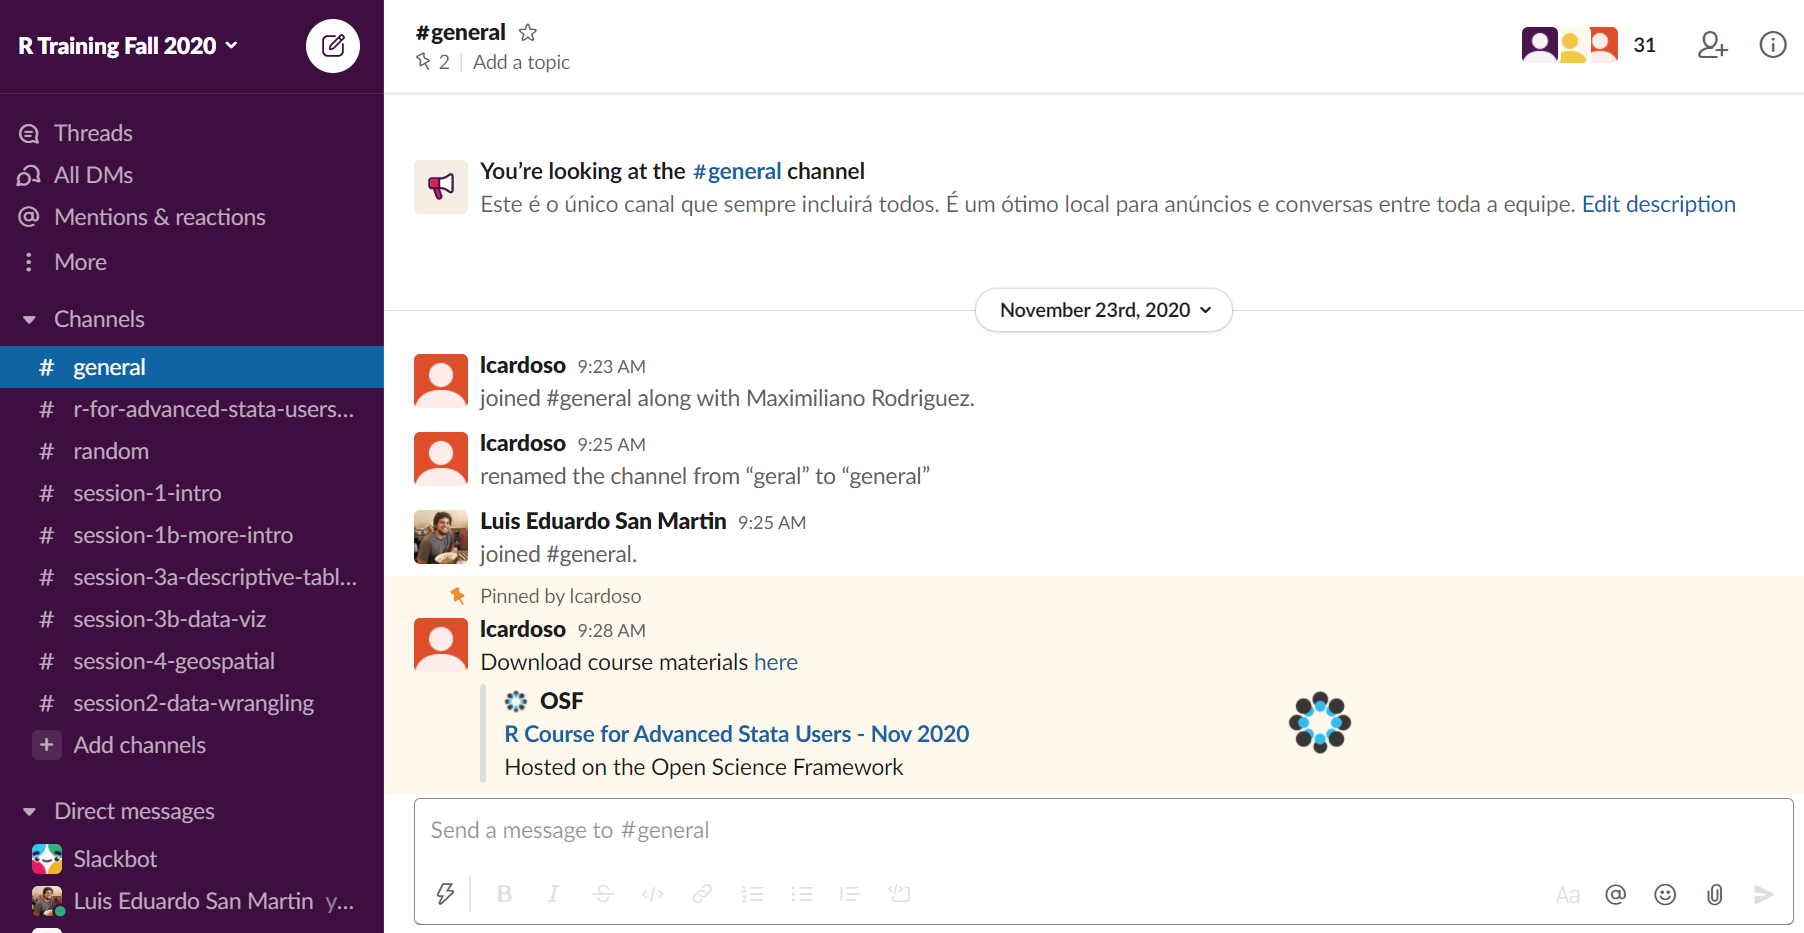 R Training Fall 2020
Threads
All DMs
Mentions & reactions
More
Channels
# general
# r-for-advanced-stata-users...
# random
# session-1-intro
# session-1b-more-intro
# session-3a-descriptive-tabl...
# session-3b-data-viz
# session-4-geospatial
# session2-data-wrangling
+ Add channels
Direct messages
Slackbot
Luis Eduardo San Martin y...
#general
2 | Add a topic
31
You’re looking at the #general channel
Este é o único canal que sempre incluirá todos. É um ótimo local para anúncios e conversas entre toda a equipe. Edit description
November 23rd, 2020
lcardoso 9:23 AM
joined #general along with Maximiliano Rodriguez.
lcardoso 9:25 AM
renamed the channel from “geral” to “general”
Luis Eduardo San Martin 9:25 AM
joined #general.
Pinned by lcardoso
lcardoso 9:28 AM
Download course materials here
OSF
R Course for Advanced Stata Users - Nov 2020
Hosted on the Open Science Framework
Send a message to #general
B I S </> Aa @